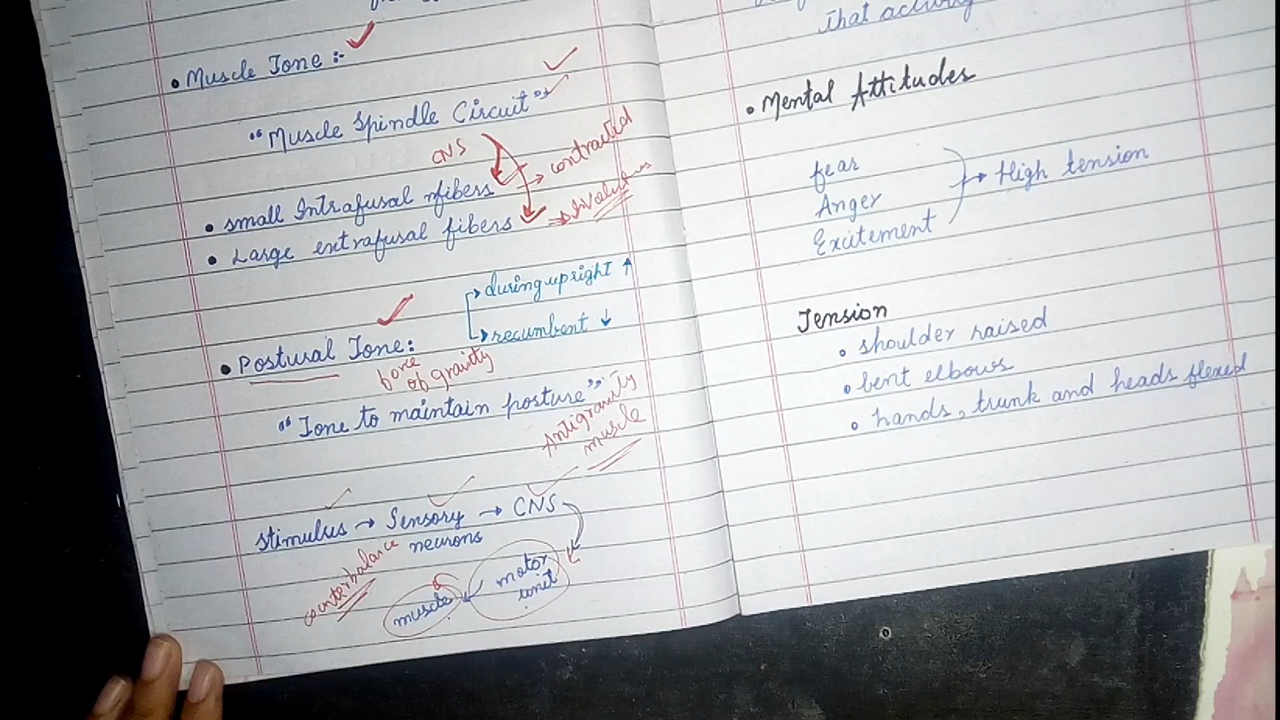 • Muscle Tone :-
"Muscle Spindle Circuit"
CNS
contracted
• small Intrafusal fibers
• Large extrafusal fibers
during upright ↑
recumbent ↓
• Postural Tone:
force of gravity
"Tone to maintain posture"
Antigravity
muscle
stimulus → Sensory → CNS
neurons
counterbalance
motor
unit
muscle
that activity
• Mental Attitudes
fear
Anger
Excitement
→ High tension
Tension
• shoulder raised
• bent elbows
• hands, trunk and heads flexed